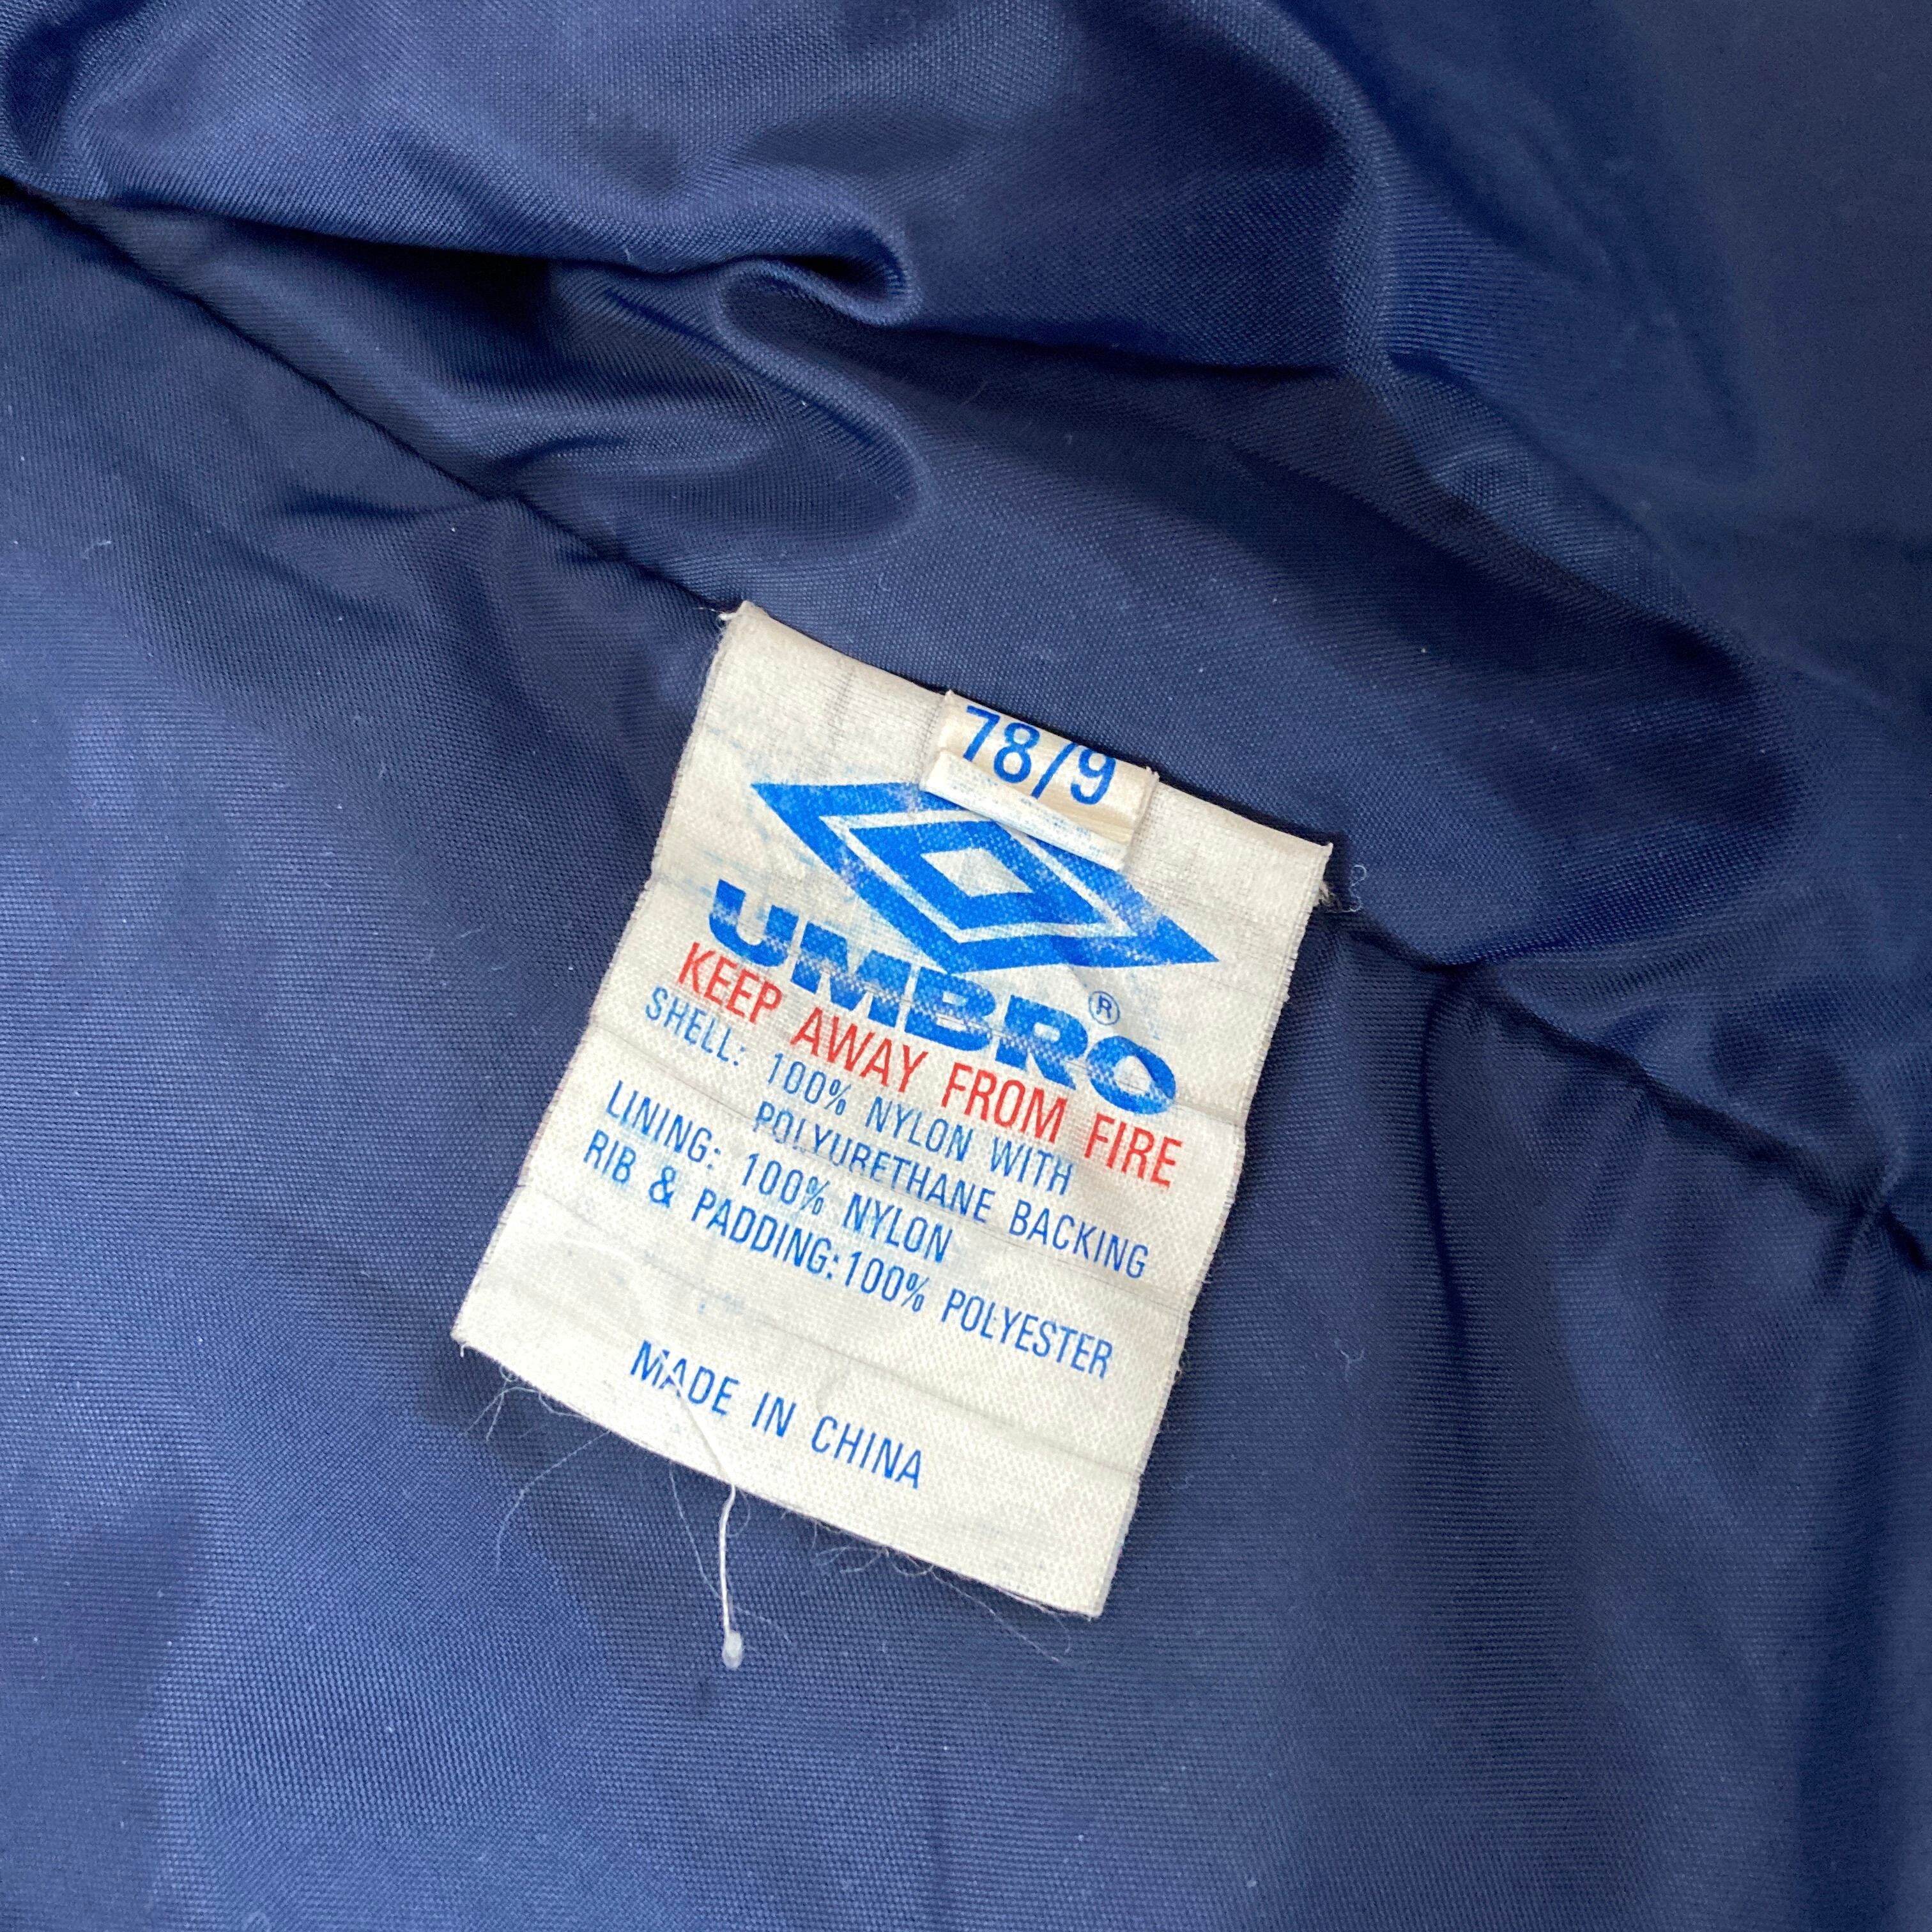 78/9
UMBRO®
KEEP AWAY FROM FIRE
SHELL: 100% NYLON WITH
POLYURETHANE BACKING
LINING: 100% NYLON
RIB & PADDING:100% POLYESTER
MADE IN CHINA